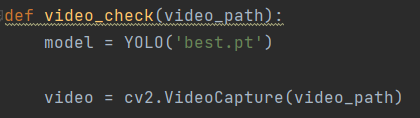 def video_check(video_path):
    model = YOLO('best.pt')
    video = cv2.VideoCapture(video_path)